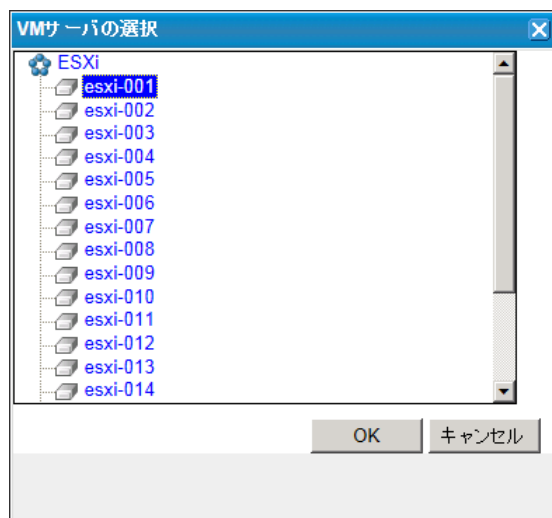 VMサーバの選択
ESXi
esxi-001
esxi-002
esxi-003
esxi-004
esxi-005
esxi-006
esxi-007
esxi-008
esxi-009
esxi-010
esxi-011
esxi-012
esxi-013
esxi-014
OK キャンセル